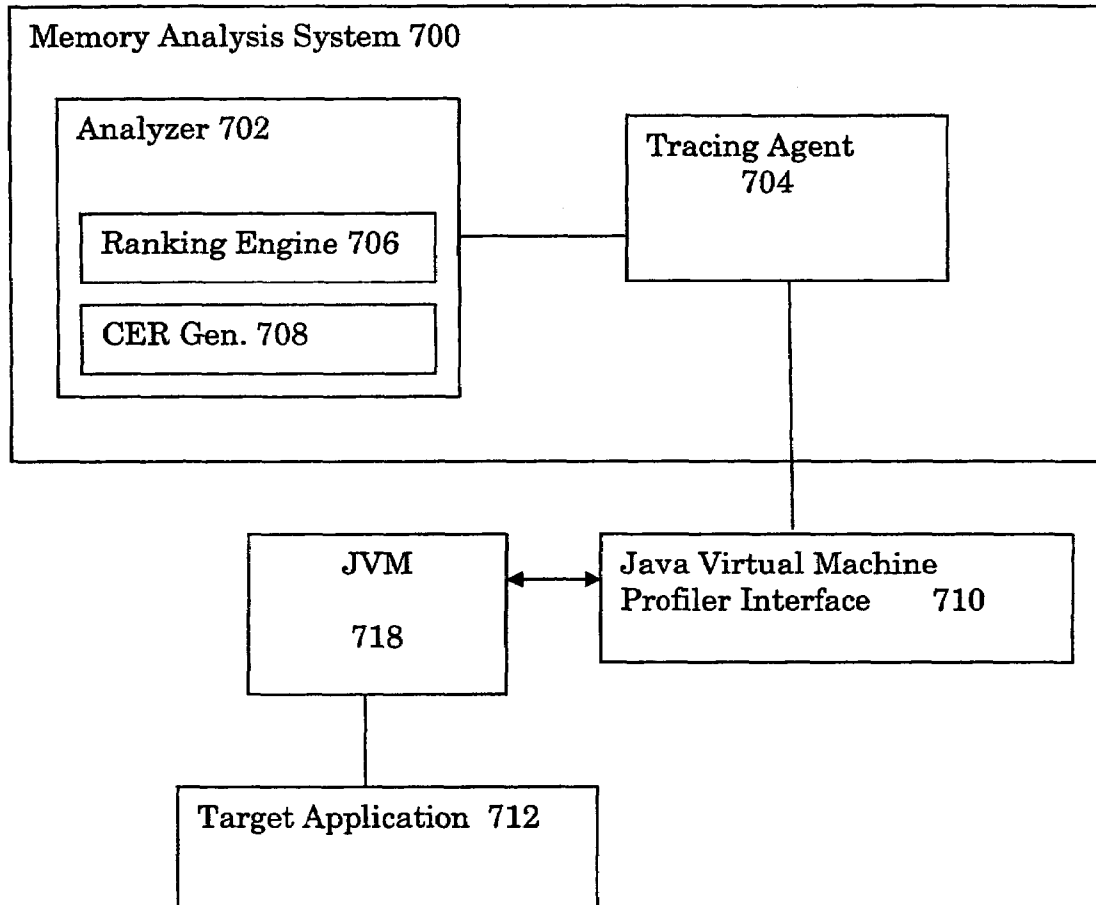 Memory Analysis System 700
Analyzer 702
Ranking Engine 706
CER Gen. 708
Tracing Agent
704
JVM
718
Java Virtual Machine
Profiler Interface 710
Target Application 712